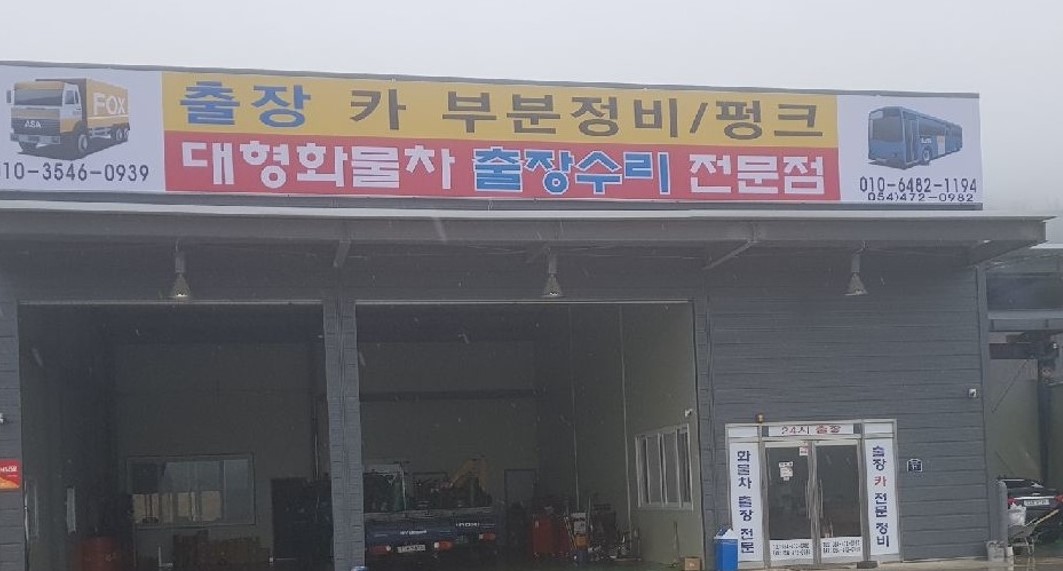 출장 카 부분정비/펑크
대형화물차 출장수리 전문점
FOX
ASIA
010-3546-0939
010-6482-1194
054)472-0982
24시 출장
화물차 출장 전문
출장 카 전문 정비